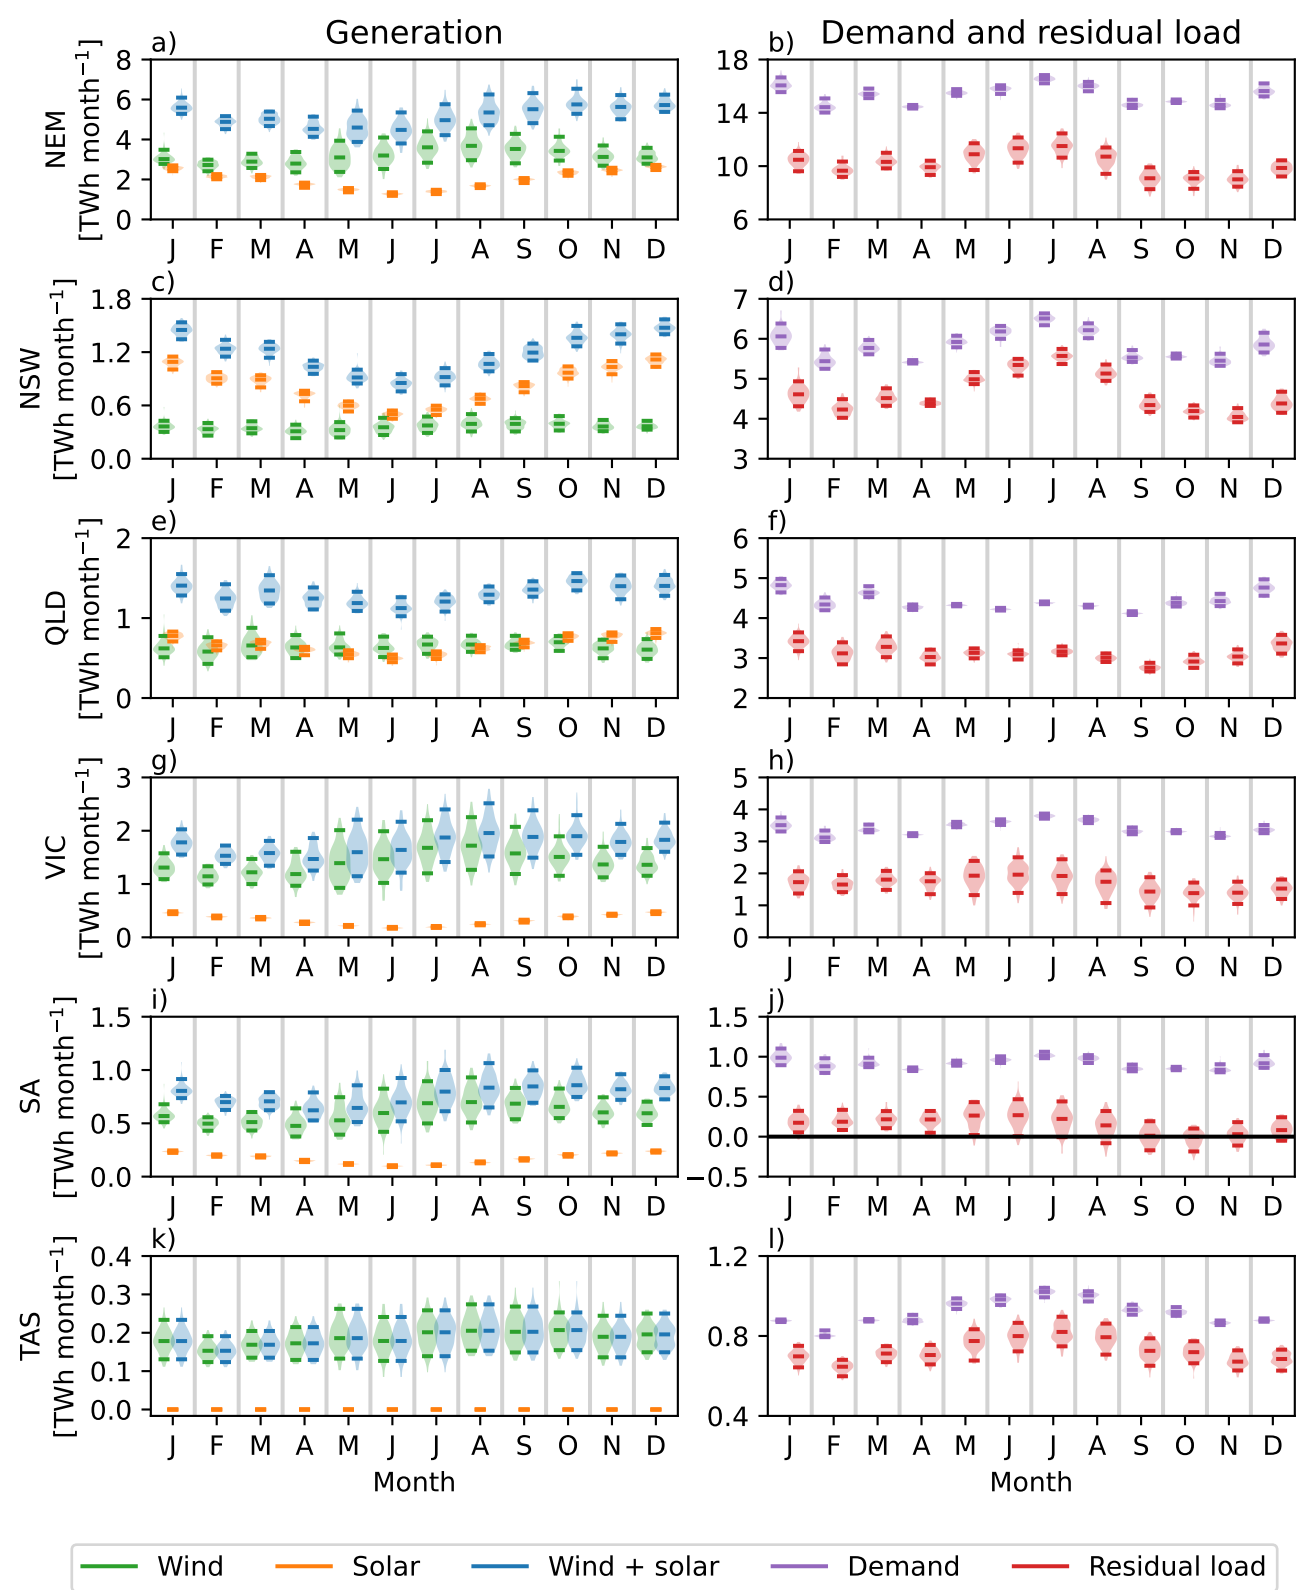 Generation
Demand and residual load
a)
b)
NEM
[TWh month−1]
8
6
4
2
0
18
14
10
6
J F M A M J J A S O N D
J F M A M J J A S O N D
c)
d)
NSW
[TWh month−1]
1.8
1.2
0.6
0.0
7
6
5
4
3
J F M A M J J A S O N D
J F M A M J J A S O N D
e)
f)
QLD
[TWh month−1]
2
1
0
6
5
4
3
2
J F M A M J J A S O N D
J F M A M J J A S O N D
g)
h)
VIC
[TWh month−1]
3
2
1
0
5
4
3
2
1
0
J F M A M J J A S O N D
J F M A M J J A S O N D
i)
j)
SA
[TWh month−1]
1.5
1.0
0.5
0.0
1.5
1.0
0.5
0.0
−0.5
J F M A M J J A S O N D
J F M A M J J A S O N D
k)
l)
TAS
[TWh month−1]
0.4
0.3
0.2
0.1
0.0
1.2
0.8
0.4
J F M A M J J A S O N D
J F M A M J J A S O N D
Month
Month
Wind Solar Wind + solar Demand Residual load